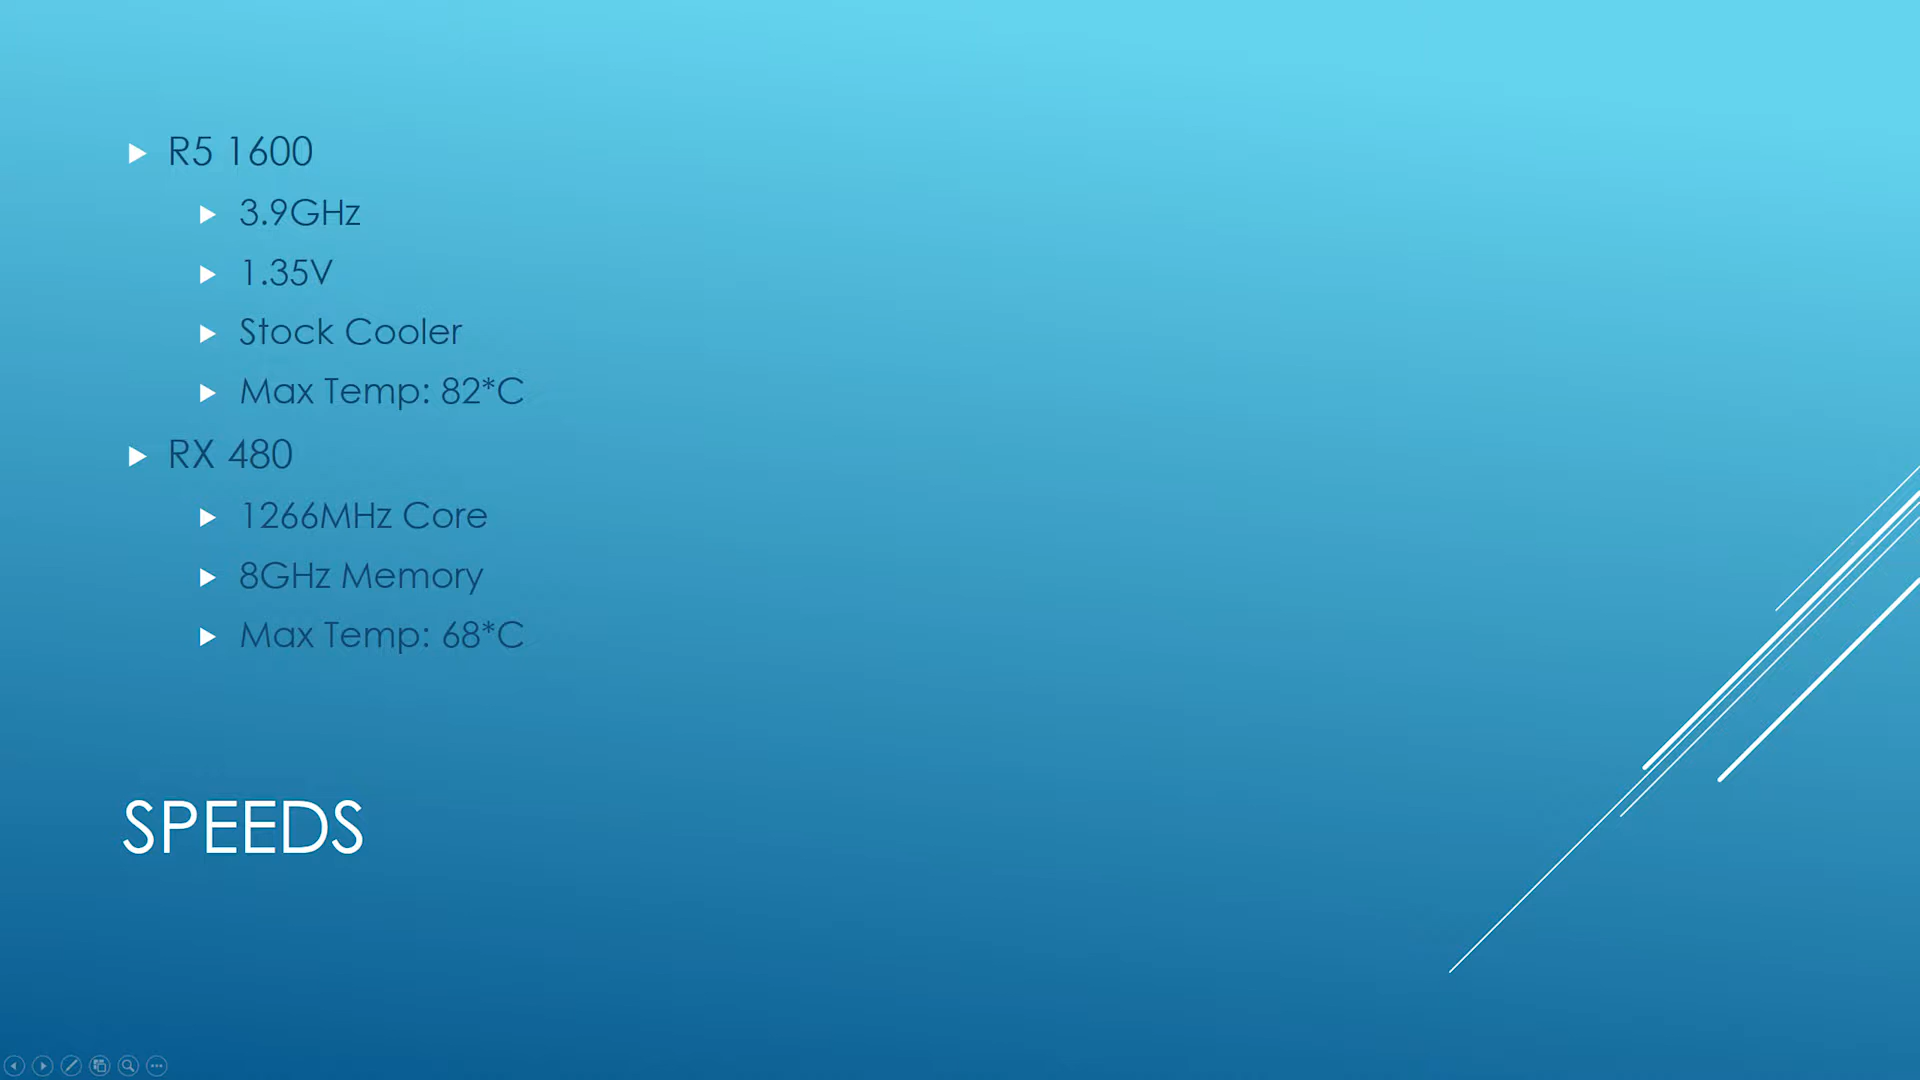 R5 1600
3.9GHz
1.35V
Stock Cooler
Max Temp: 82*C
RX 480
1266MHz Core
8GHz Memory
Max Temp: 68*C
SPEEDS